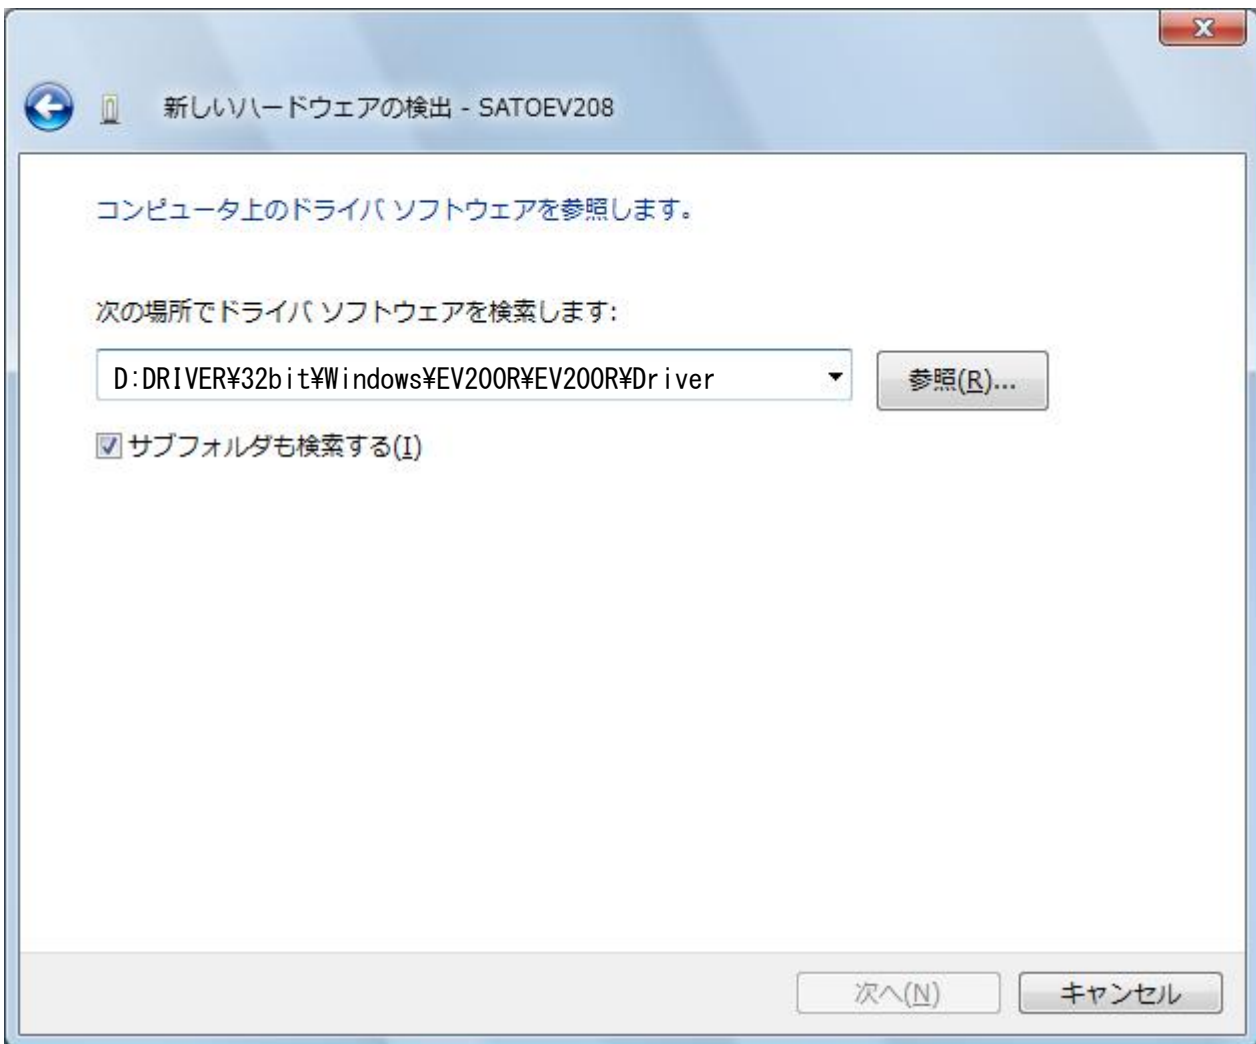 新しいハードウェアの検出 - SATOEV208
コンピュータ上のドライバ ソフトウェアを参照します。
次の場所でドライバ ソフトウェアを検索します:
D:DRIVER¥32bit¥Windows¥EV200R¥EV200R¥Driver
参照(R)...
サブフォルダも検索する(I)
次へ(N)
キャンセル